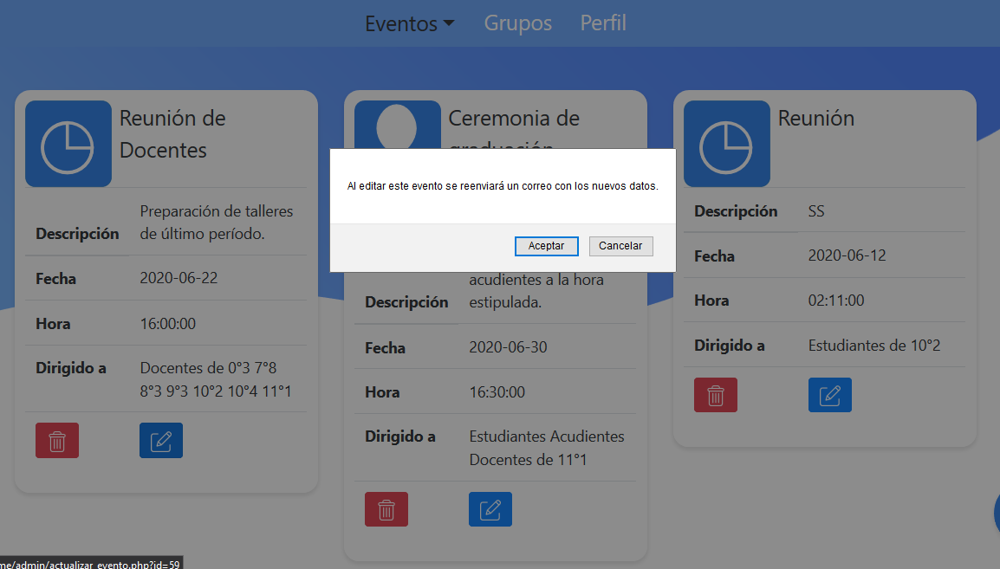 Eventos
Grupos
Perfil
Reunión de
Docentes
Descripción
Preparación de talleres
de último período.
Fecha
2020-06-22
Hora
16:00:00
Dirigido a
Docentes de 0°3 7°8
8°3 9°3 10°2 10°4 11°1
Ceremonia de
graduación
Al editar este evento se reenviará un correo con los nuevos datos.
Aceptar
Cancelar
acudientes a la hora
Descripción
estipulada.
Fecha
2020-06-30
Hora
16:30:00
Dirigido a
Estudiantes Acudientes
Docentes de 11°1
Reunión
Descripción
SS
Fecha
2020-06-12
Hora
02:11:00
Dirigido a
Estudiantes de 10°2
me/admin/actualizar_evento.php?id=59